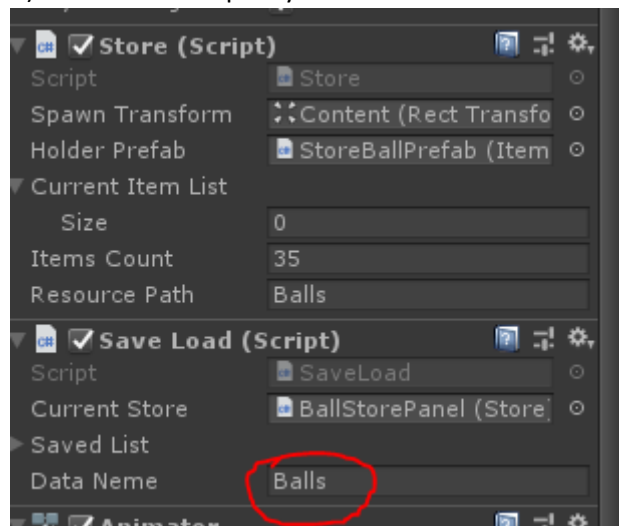 Store (Script)
Script Store
Spawn Transform Content (Rect Transfo
Holder Prefab StoreBallPrefab (Item
Current Item List
Size 0
Items Count 35
Resource Path Balls
Save Load (Script)
Script SaveLoad
Current Store BallStorePanel (Store)
Saved List
Data Neme Balls
Animator